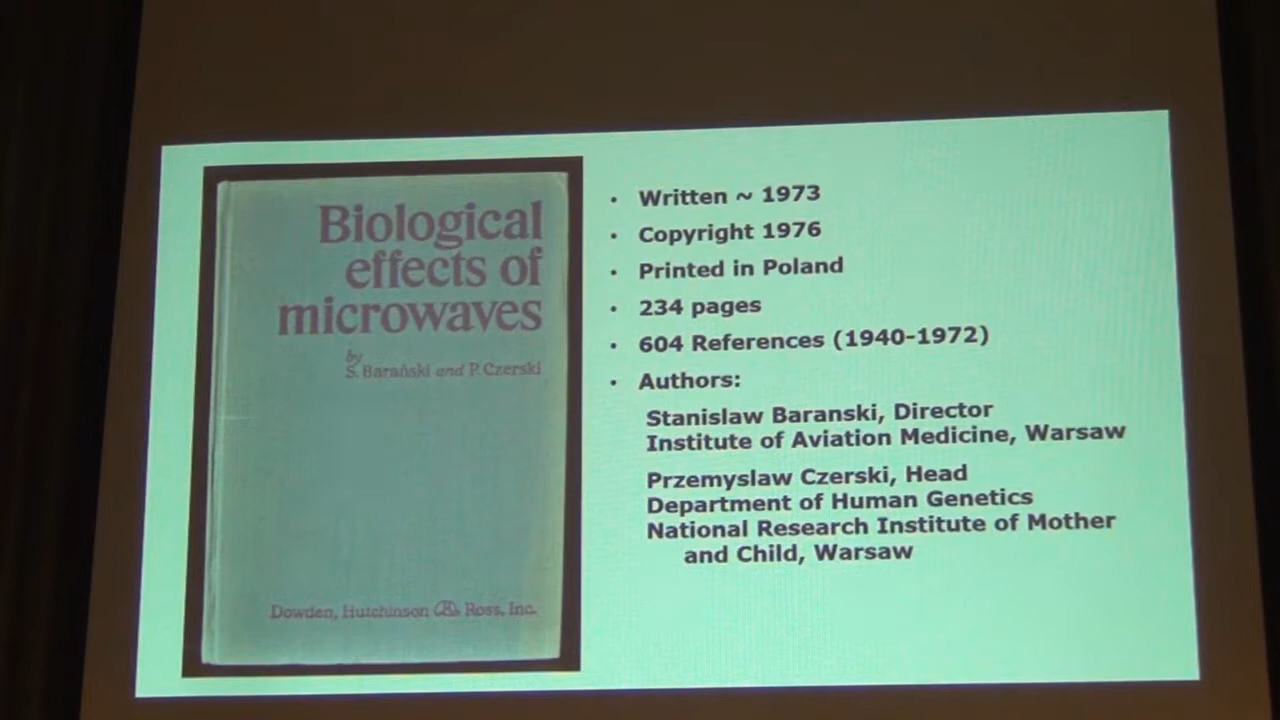 Biological
effects of
microwaves
by
S. Barański and P. Czerski
Dowden, Hutchinson & Ross, Inc.
• Written ~ 1973
• Copyright 1976
• Printed in Poland
• 234 pages
• 604 References (1940-1972)
• Authors:
Stanislaw Baranski, Director
Institute of Aviation Medicine, Warsaw
Przemyslaw Czerski, Head
Department of Human Genetics
National Research Institute of Mother
and Child, Warsaw